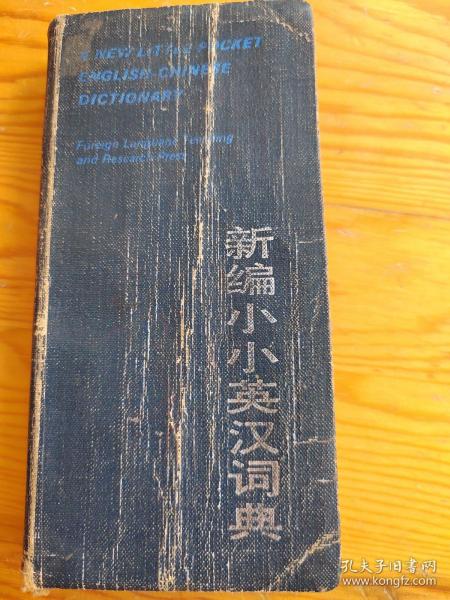 A NEW LITTLE POCKET
ENGLISH-CHINESE
DICTIONARY
Foreign Language Teaching
and Research Press
新编小小英汉词典
孔夫子旧书网
www.kongfz.com